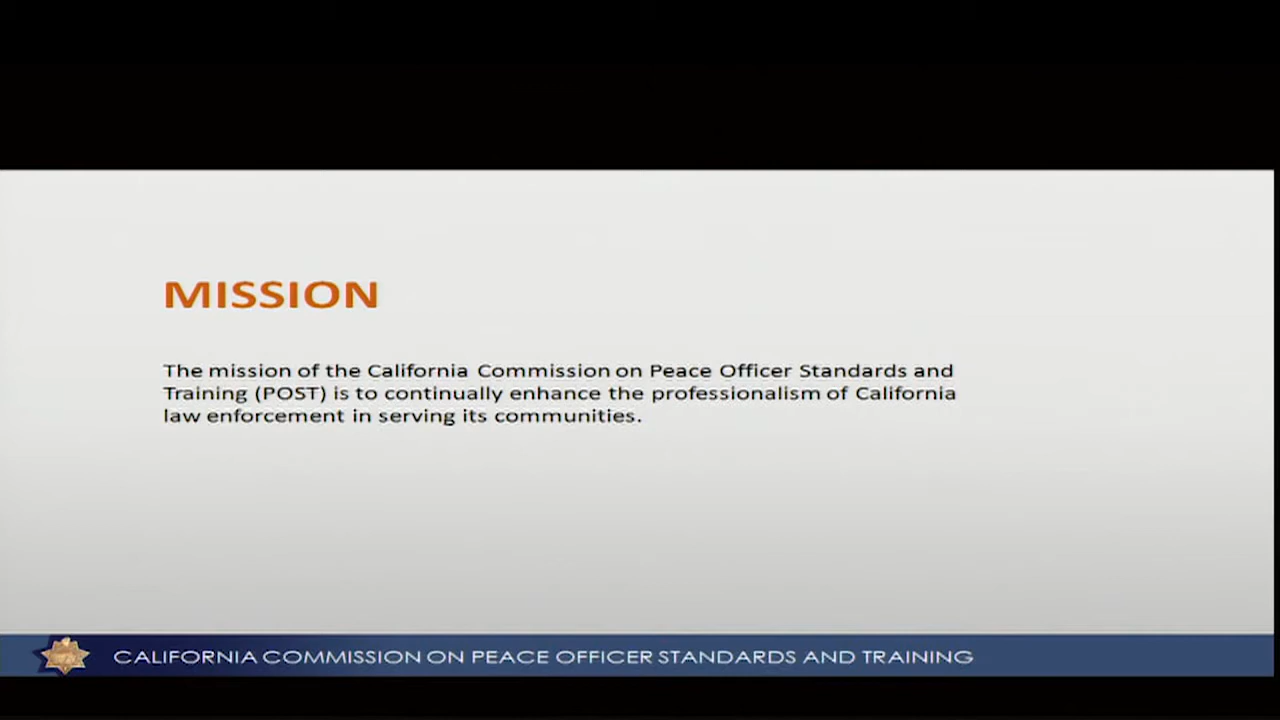 MISSION
The mission of the California Commission on Peace Officer Standards and
Training (POST) is to continually enhance the professionalism of California
law enforcement in serving its communities.
CALIFORNIA COMMISSION ON PEACE OFFICER STANDARDS AND TRAINING